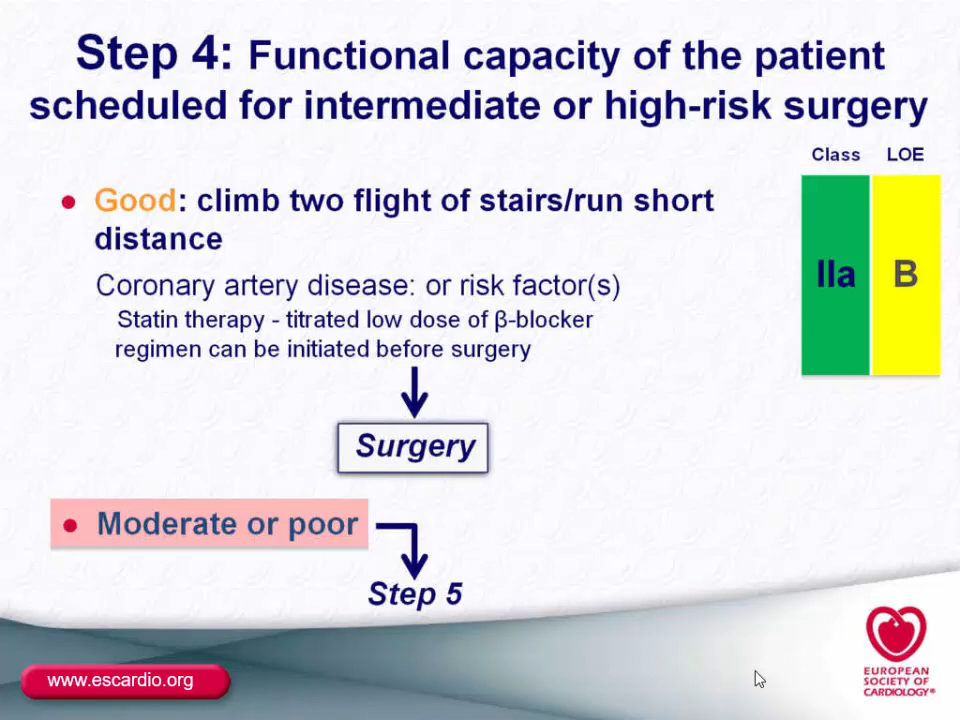 Step 4: Functional capacity of the patient
scheduled for intermediate or high-risk surgery
Class LOE
• Good: climb two flight of stairs/run short
distance
IIa B
Coronary artery disease: or risk factor(s)
Statin therapy - titrated low dose of β-blocker
regimen can be initiated before surgery
Surgery
• Moderate or poor
Step 5
www.escardio.org
EUROPEAN
SOCIETY OF
CARDIOLOGY®